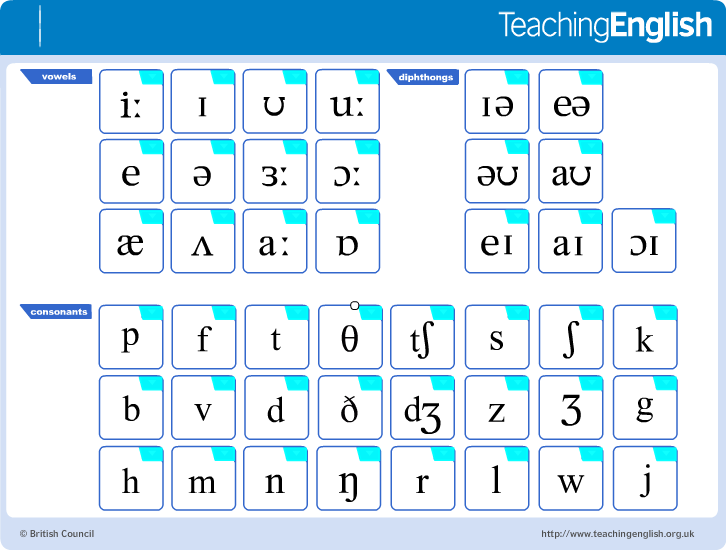 TeachingEnglish
vowels
iː ɪ ʊ uː
e ə ɜː ɔː
æ ʌ aː ɒ
diphthongs
ɪə eə
əʊ aʊ
eɪ aɪ ɔɪ
consonants
p f t θ tʃ s ʃ k
b v d ð dʒ z ʒ g
h m n ŋ r l w j
© British Council
http://www.teachingenglish.org.uk